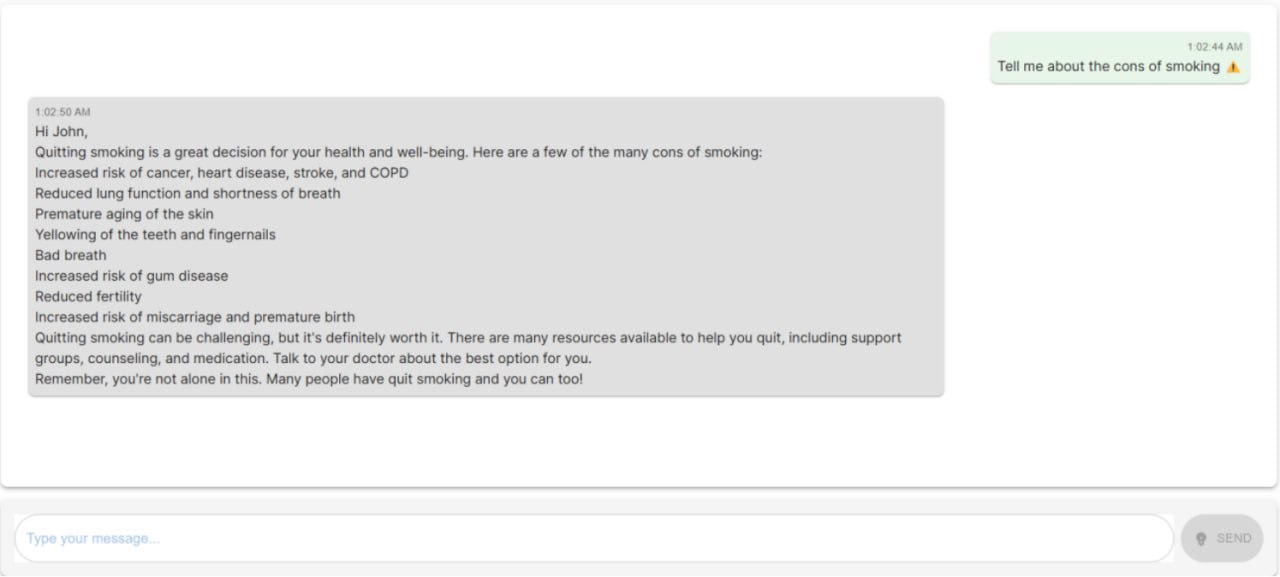 1:02:44 AM
Tell me about the cons of smoking ⚠️
1:02:50 AM
Hi John,
Quitting smoking is a great decision for your health and well-being. Here are a few of the many cons of smoking:
Increased risk of cancer, heart disease, stroke, and COPD
Reduced lung function and shortness of breath
Premature aging of the skin
Yellowing of the teeth and fingernails
Bad breath
Increased risk of gum disease
Reduced fertility
Increased risk of miscarriage and premature birth
Quitting smoking can be challenging, but it's definitely worth it. There are many resources available to help you quit, including support
groups, counseling, and medication. Talk to your doctor about the best option for you.
Remember, you're not alone in this. Many people have quit smoking and you can too!
Type your message...
SEND